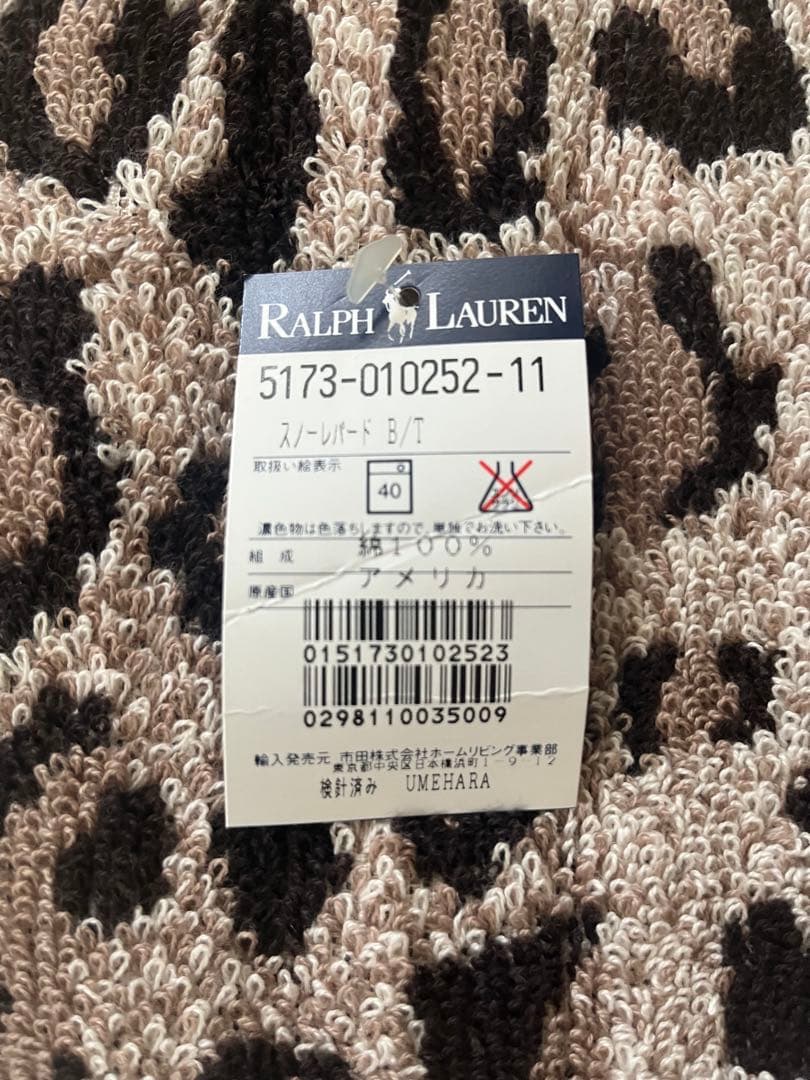 RALPH LAUREN
5173-010252-11
スノーレパード B/T
取扱い絵表示
40
濃色物は色落ちしますので、単独でお洗い下さい。
組成 綿100%
原産国 アメリカ
0151730102523
0298110035009
輸入発売元 市田株式会社ホームリビング事業部
東京都中央区日本橋浜町1-9-12
検針済み UMEHARA